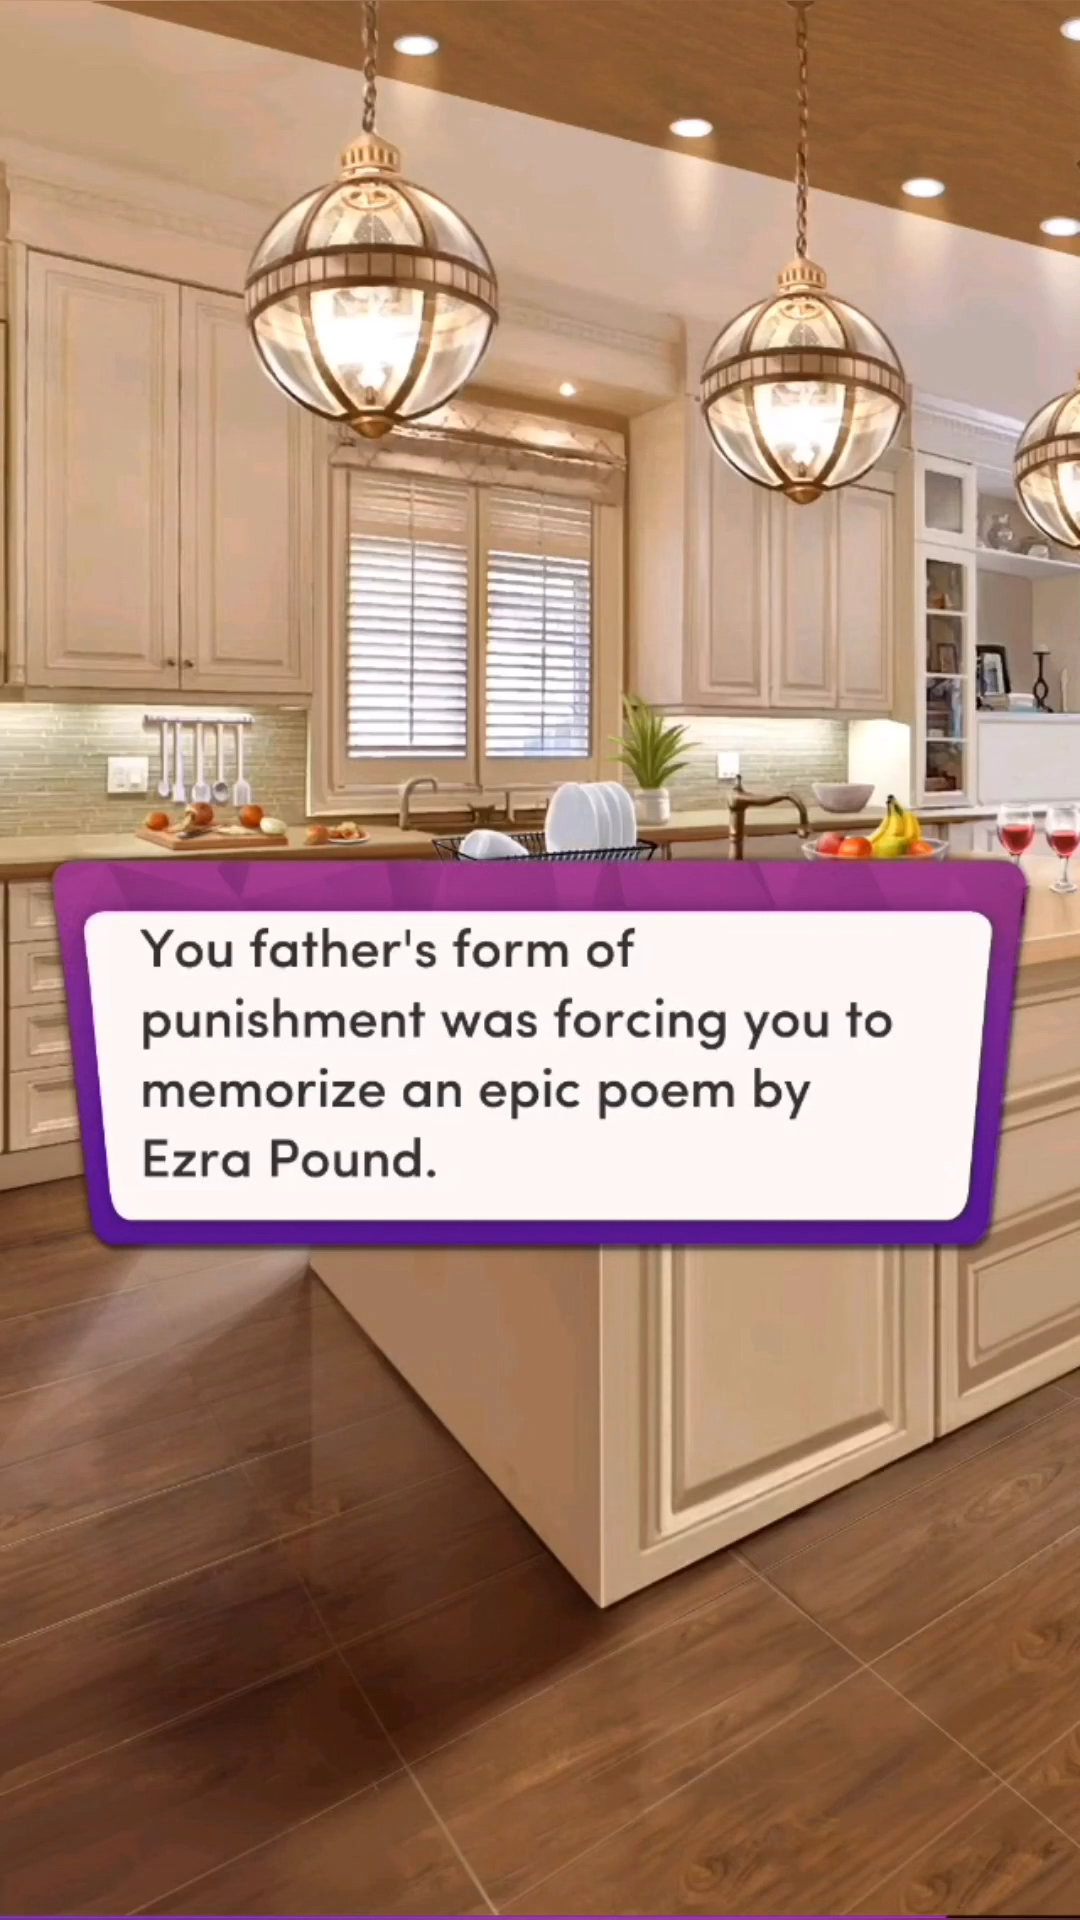 You father's form of
punishment was forcing you to
memorize an epic poem by
Ezra Pound.